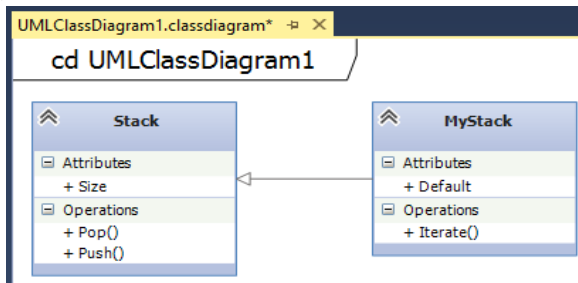 UMLClassDiagram1.classdiagram*
cd UMLClassDiagram1
Stack
Attributes
+ Size
Operations
+ Pop()
+ Push()
MyStack
Attributes
+ Default
Operations
+ Iterate()